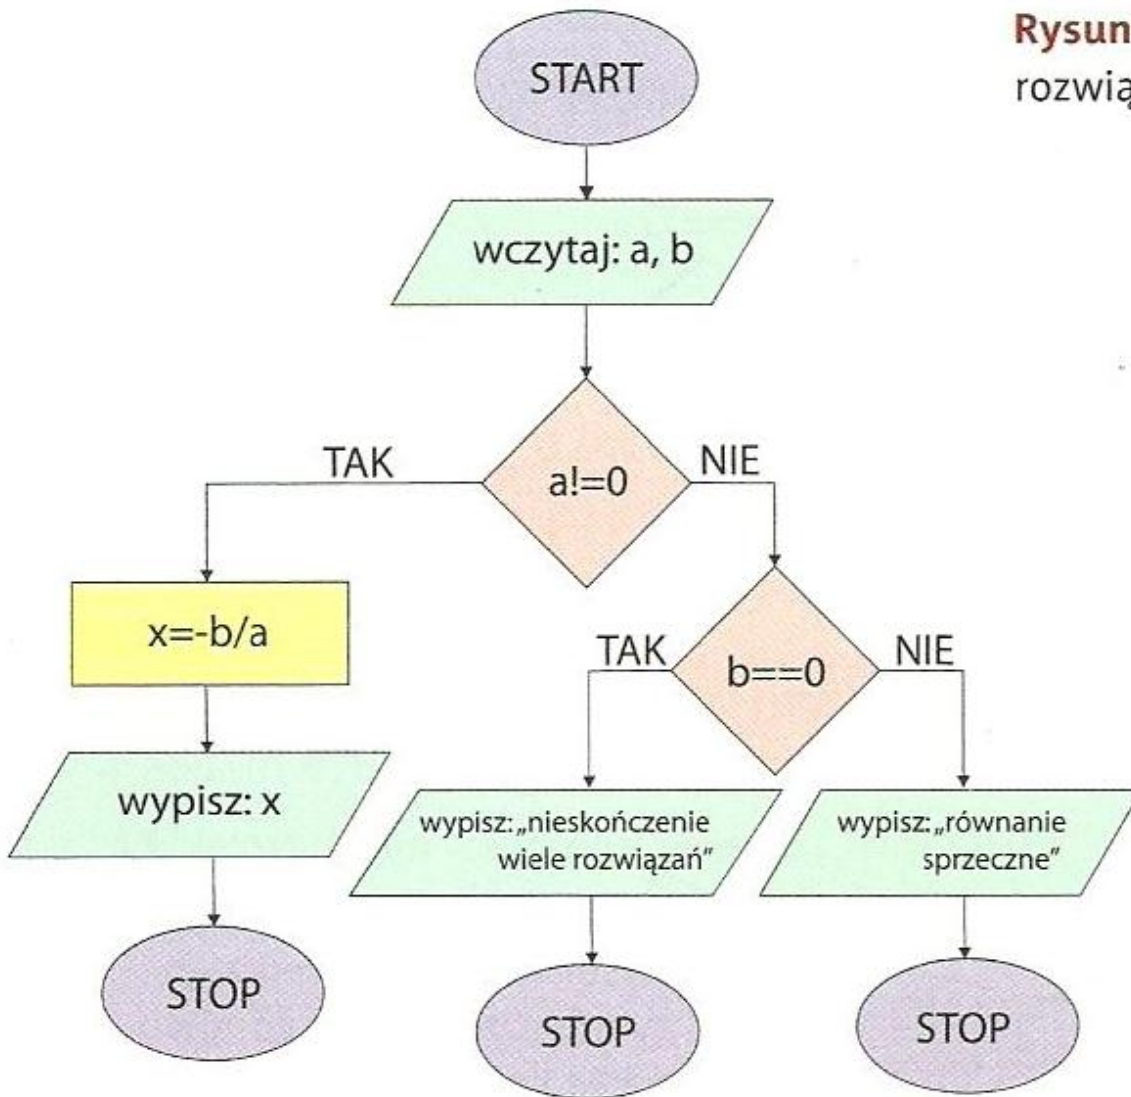 Rysun
rozwią
START
wczytaj: a, b
a!=0
TAK
NIE
x=-b/a
b==0
TAK
NIE
wypisz: x
wypisz: „nieskończenie
wiele rozwiązań”
wypisz: „równanie
sprzeczne”
STOP
STOP
STOP